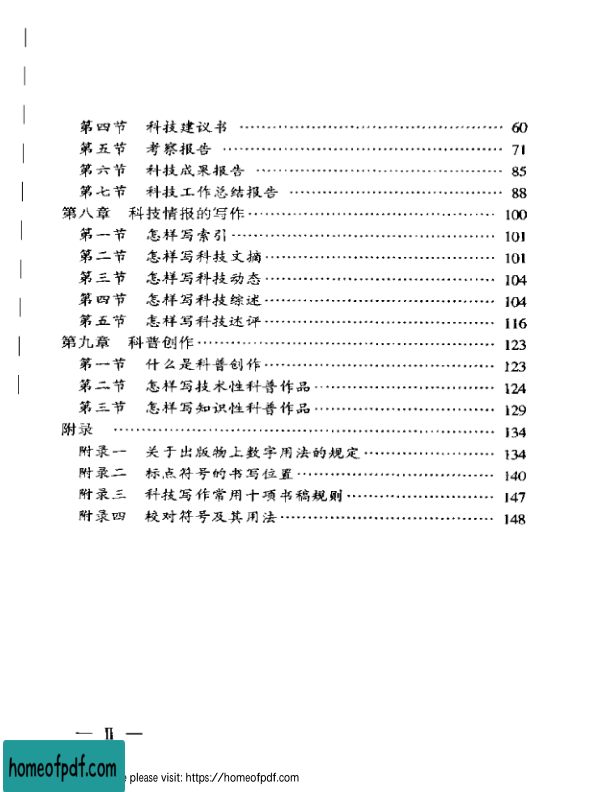 第四节 科技建议书 …………………………… 60
第五节 考察报告 …………………………… 71
第六节 科技成果报告 …………………………… 85
第七节 科技工作总结报告 …………………………… 88
第八章 科技情报的写作 …………………………… 100
第一节 怎样写索引 …………………………… 101
第二节 怎样写科技文摘 …………………………… 101
第三节 怎样写科技动态 …………………………… 104
第四节 怎样写科技综述 …………………………… 104
第五节 怎样写科技述评 …………………………… 116
第九章 科普创作 …………………………… 123
第一节 什么是科普创作 …………………………… 123
第二节 怎样写技术性科普作品 …………………………… 124
第三节 怎样写知识性科普作品 …………………………… 129
附录 …………………………… 134
附录一 关于出版物上数字用法的规定 …………………………… 134
附录二 标点符号的书写位置 …………………………… 140
附录三 科技写作常用十项书稿规则 …………………………… 147
附录四 校对符号及其用法 …………………………… 148
— Ⅱ —
homeofpdf.com
please visit: https://homeofpdf.com